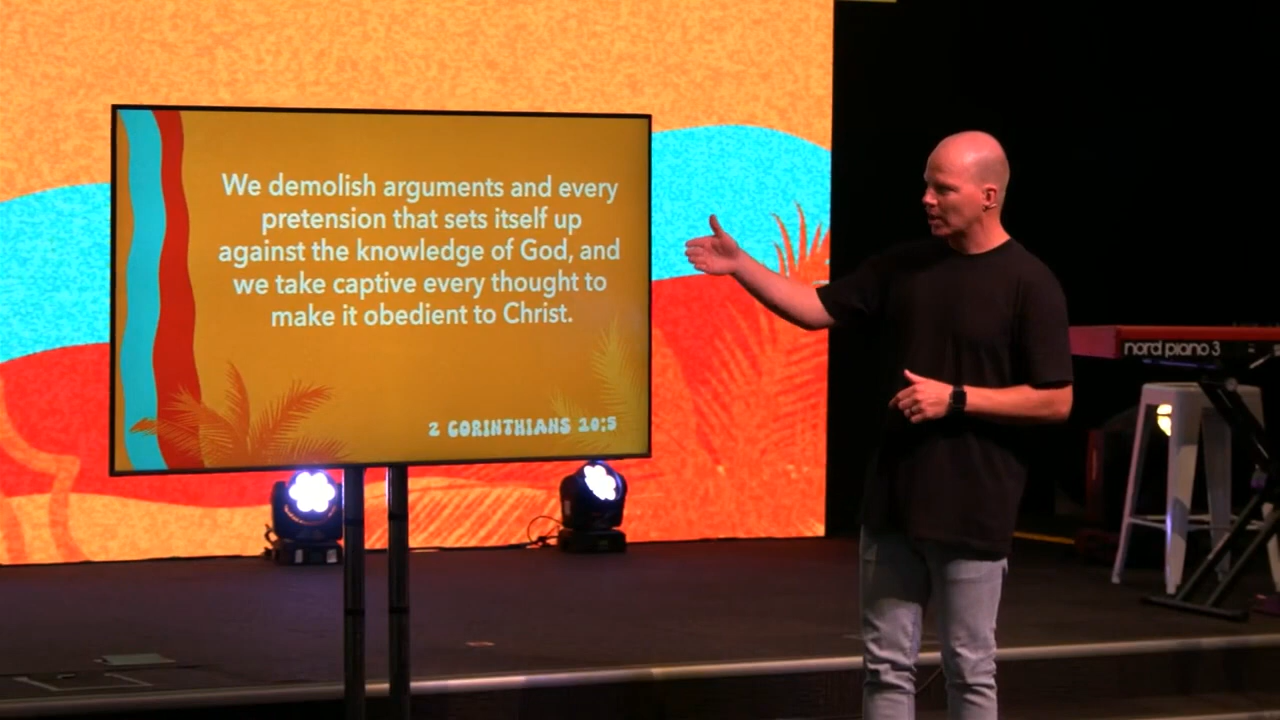 We demolish arguments and every
pretension that sets itself up
against the knowledge of God, and
we take captive every thought to
make it obedient to Christ.
2 CORINTHIANS 10:5
nord piano 3